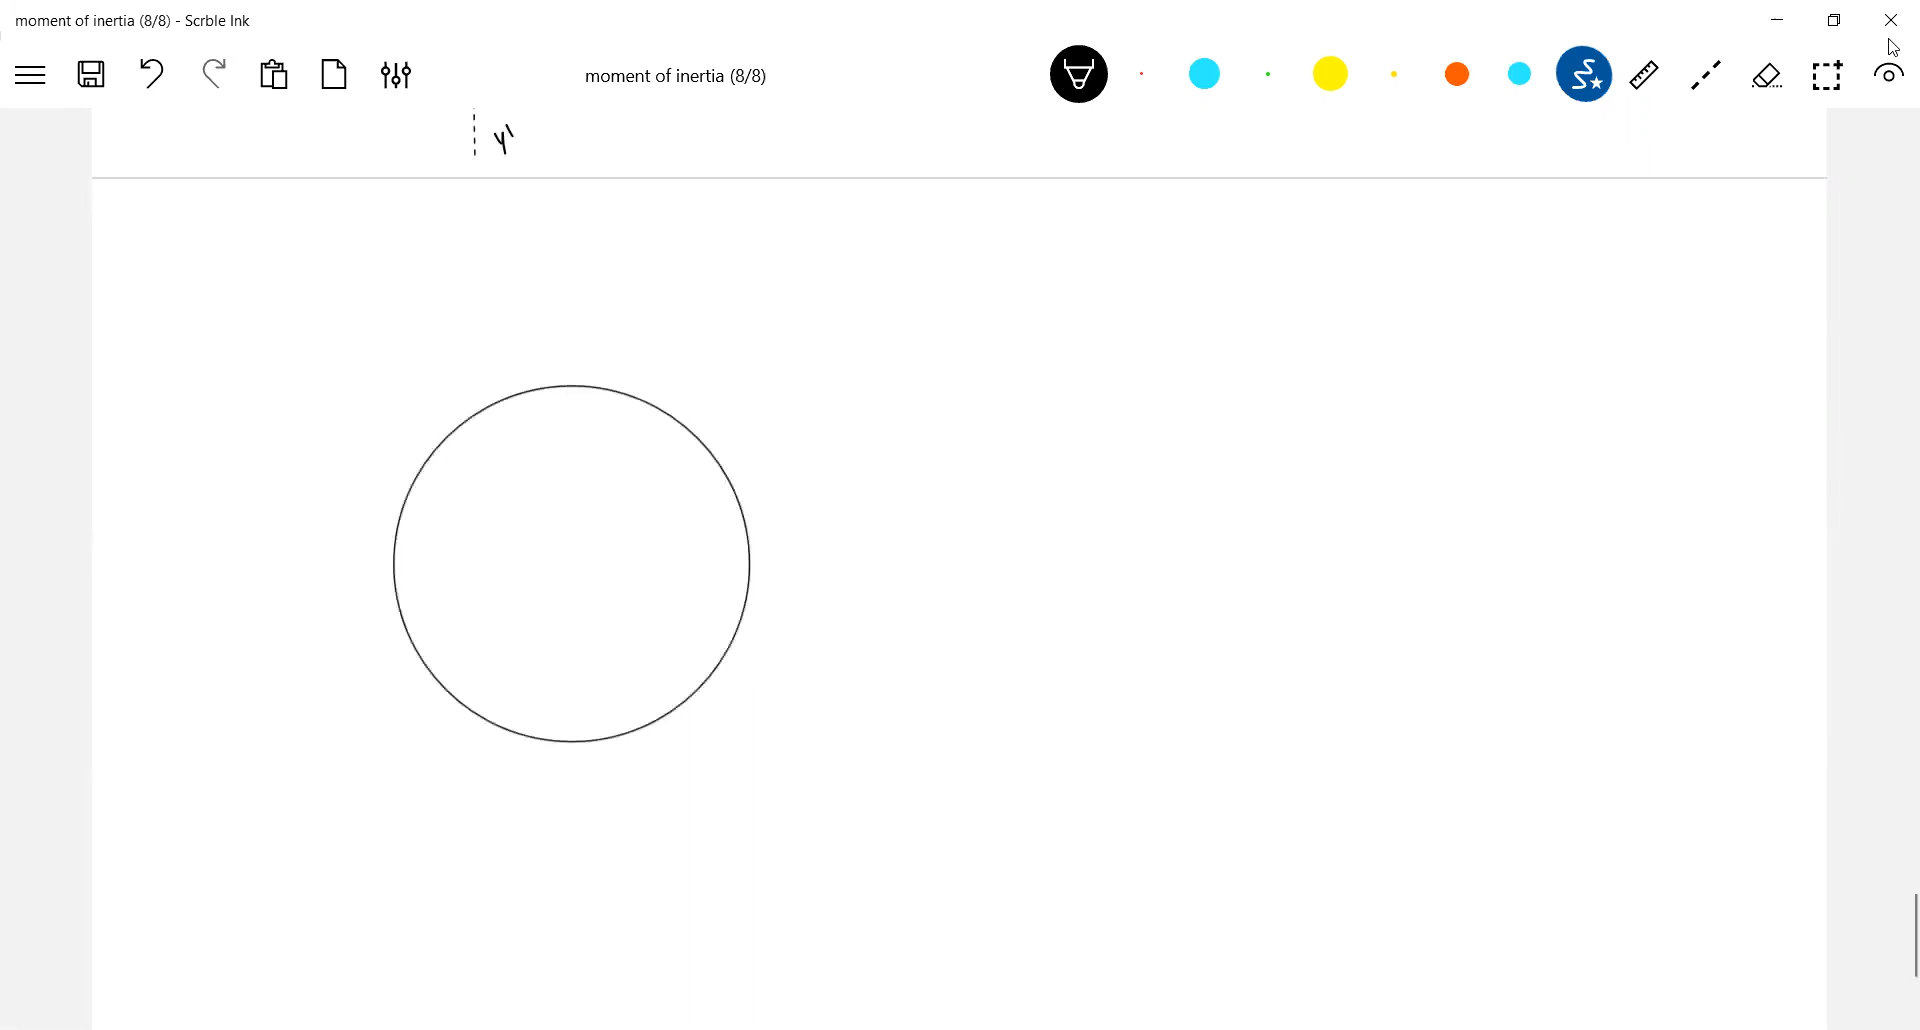 moment of inertia (8/8) - Scrble Ink
moment of inertia (8/8)
y'